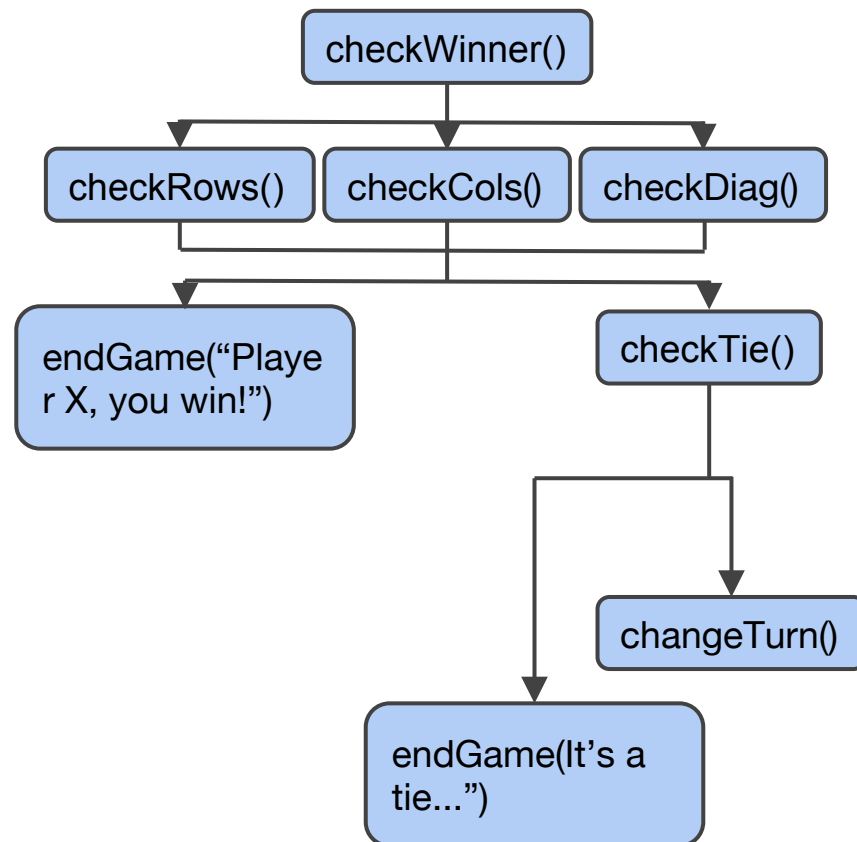 checkWinner()
checkRows()
checkCols()
checkDiag()
endGame(“Playe
r X, you win!”)
checkTie()
changeTurn()
endGame(It’s a
tie...”)